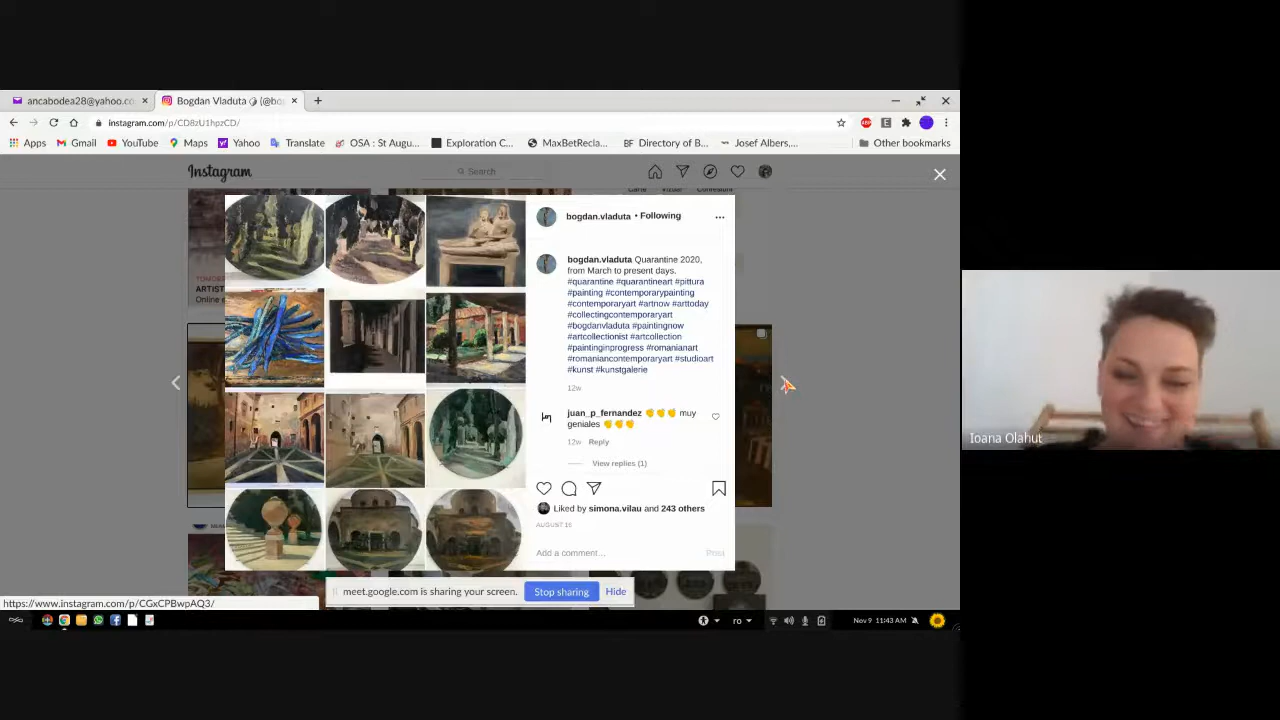 ancabodea28@yahoo.co
Bogdan Vladuta
instagram.com/p/CD8zU1hpzCD/
Apps
Gmail
YouTube
Maps
Yahoo
Translate
OSA : St Augu...
Exploration C...
MaxBetRecla...
Directory of B...
Josef Albers,...
Other bookmarks
Instagram
Search
bogdan.vladuta • Following
bogdan.vladuta Quarantine 2020,
from March to present days.
#quarantine #quarantineart #pittura
#painting #contemporarypainting
#contemporaryart #artnow #arttoday
#collectingcontemporaryart
#bogdanvladuta #paintingnow
#artcollectionist #artcollection
#paintinginprogress #romanianart
#romaniancontemporaryart #studioart
#kunst #kunstgalerie
12w
juan_p_fernandez 👏👏👏 muy
geniales 👏👏👏
12w Reply
View replies (1)
Liked by simona.vilau and 243 others
Add a comment...
Post
meet.google.com is sharing your screen.
Stop sharing
Hide
https://www.instagram.com/p/CGxCPBwpAQ3/
ro
Nov 9 11:43 AM
Ioana Olahut